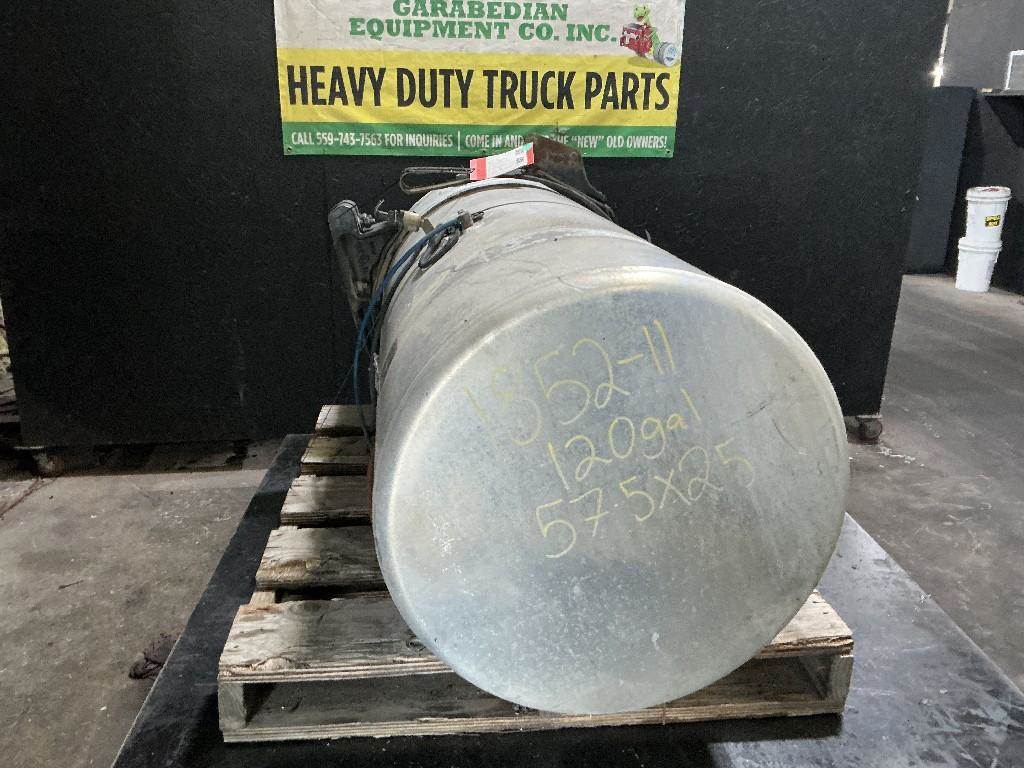 GARABEDIAN
EQUIPMENT CO. INC.
HEAVY DUTY TRUCK PARTS
CALL 559-743-7563 FOR INQUIRIES | COME IN AND "NEW" OLD OWNERS!
1852-11
120gal
57.5x25